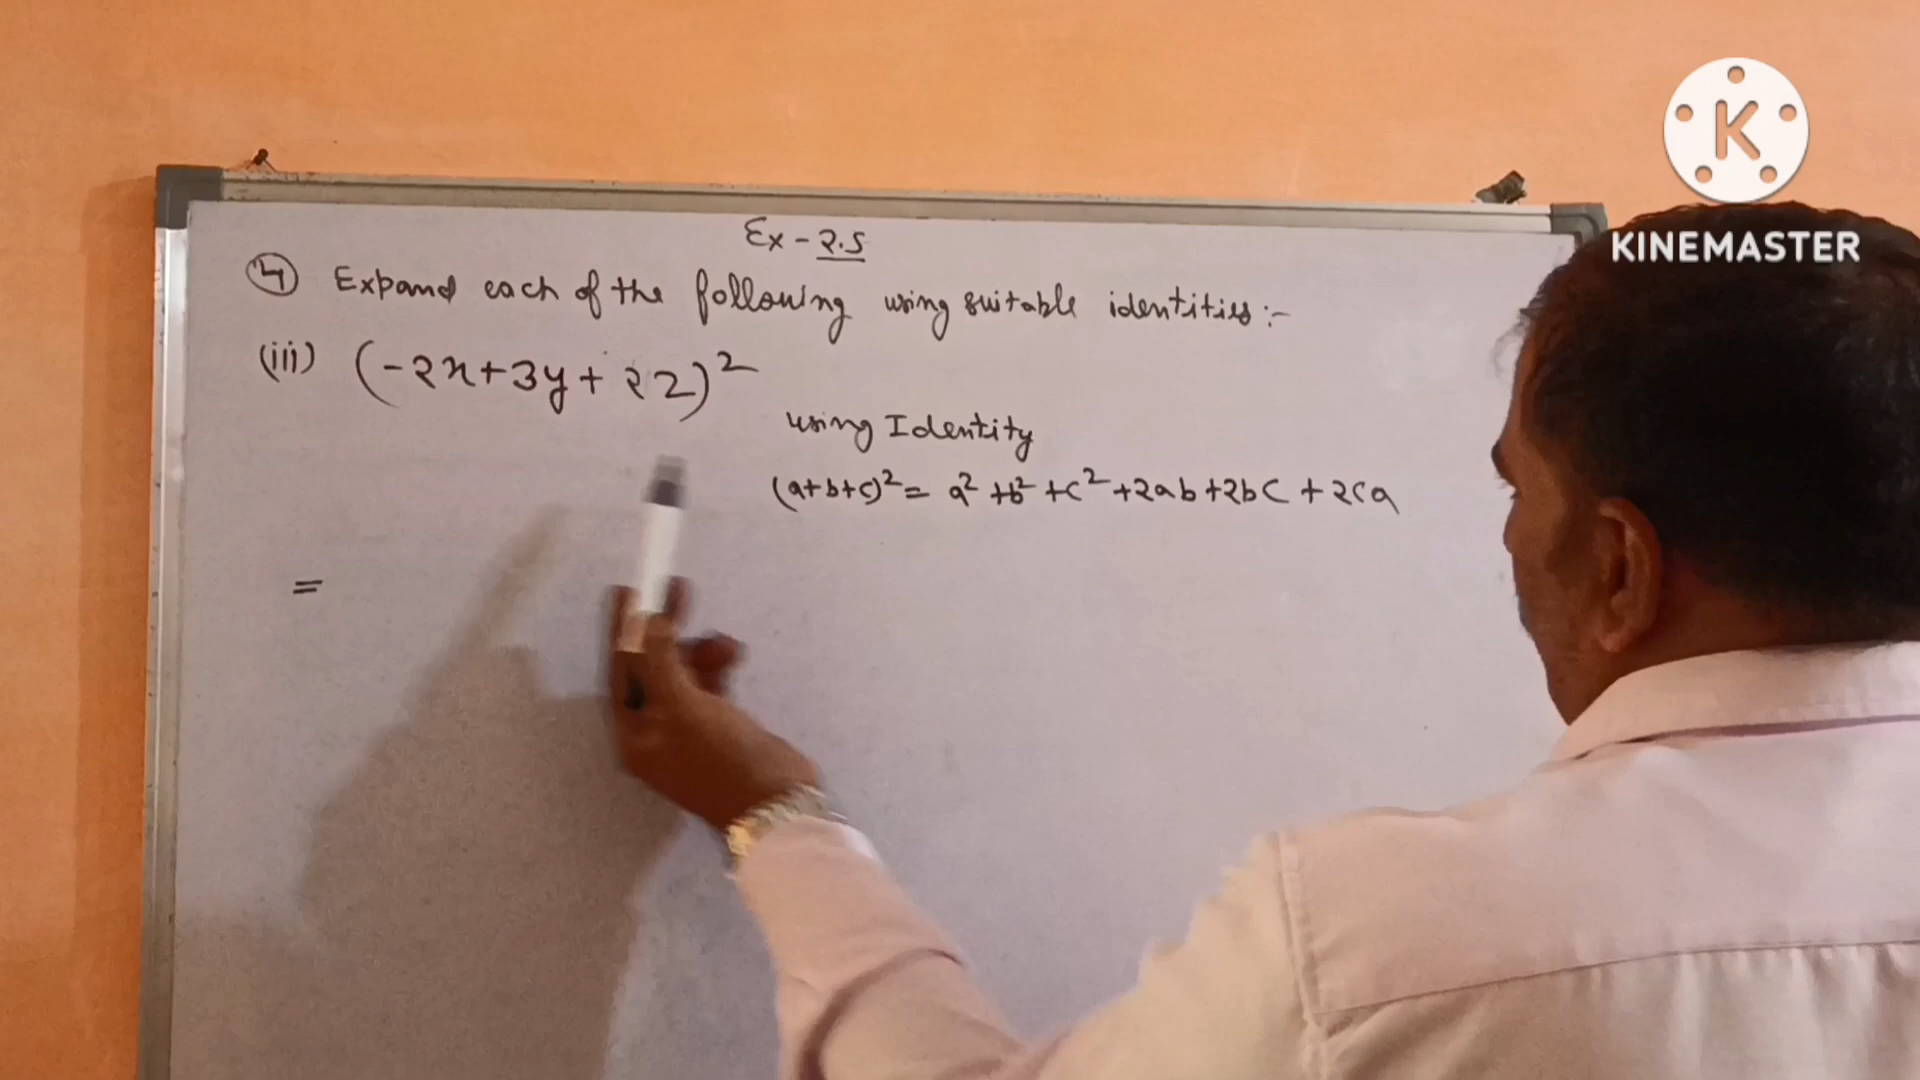 Ex - 2.5
④ Expand each of the following using suitable identities :-
(iii) (-2x+3y+2z)²
using Identity
(a+b+c)² = a² + b² + c² + 2ab + 2bc + 2ca
=
K
KINEMASTER